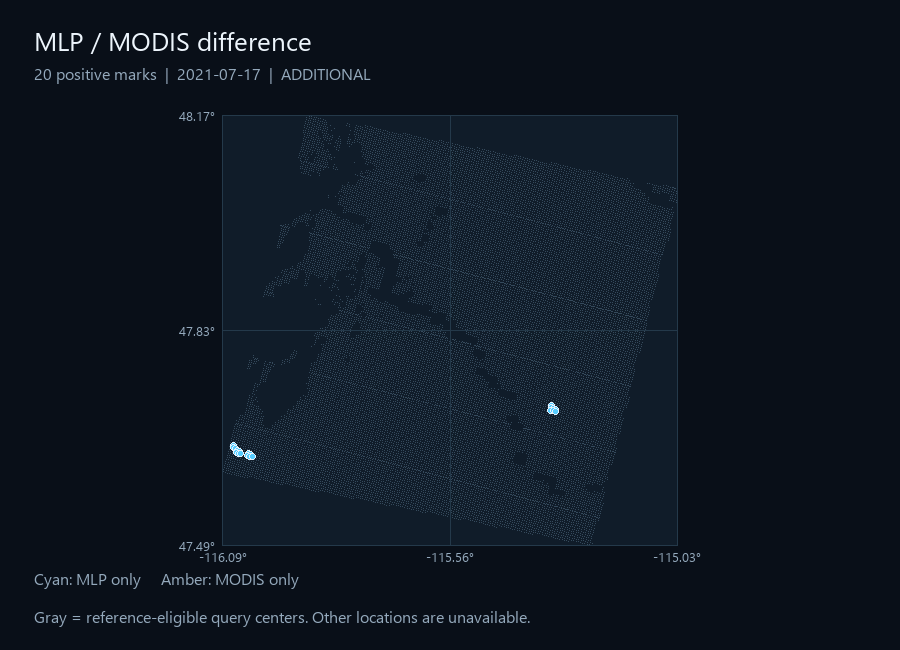 MLP / MODIS difference
20 positive marks | 2021-07-17 | ADDITIONAL
48.17°
47.83°
47.49°
-116.09° -115.56° -115.03°
Cyan: MLP only Amber: MODIS only
Gray = reference-eligible query centers. Other locations are unavailable.